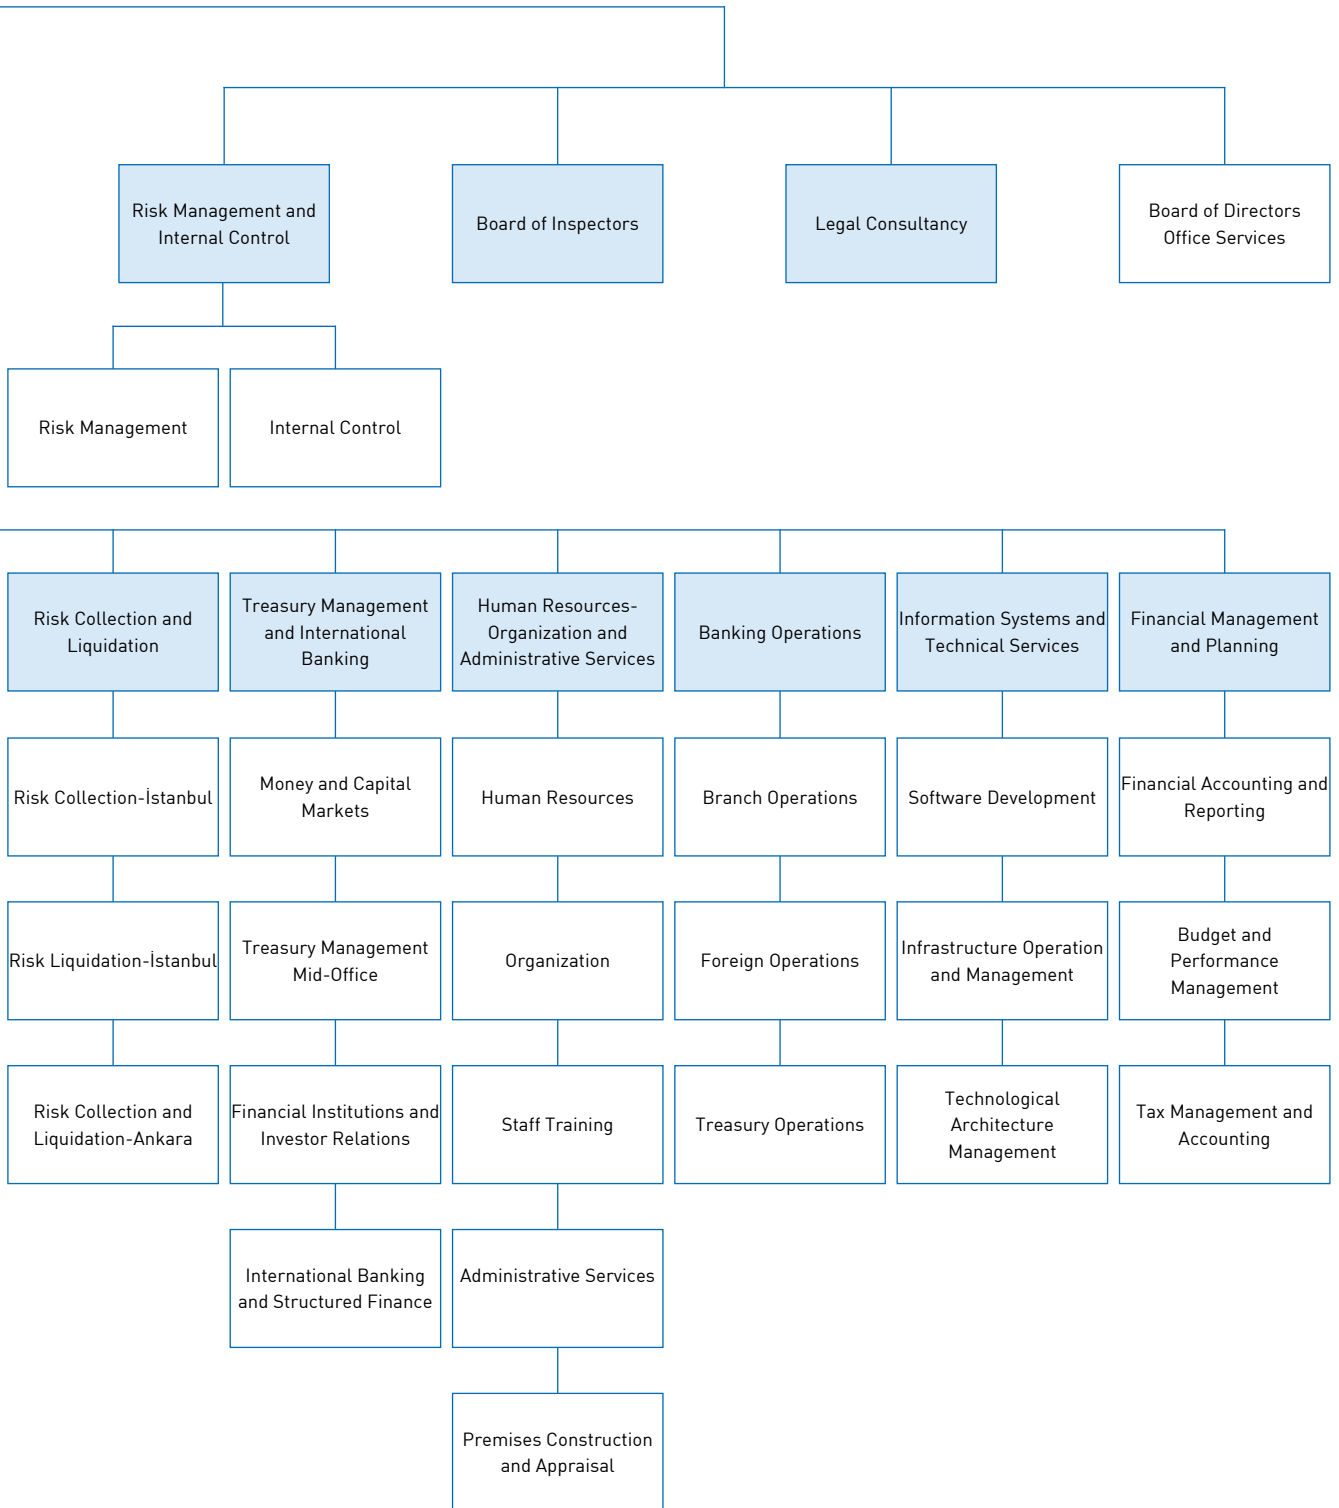 Risk Management and
Internal Control
Board of Inspectors
Legal Consultancy
Board of Directors
Office Services
Risk Management
Internal Control
Risk Collection and
Liquidation
Treasury Management
and International
Banking
Human Resources-
Organization and
Administrative Services
Banking Operations
Information Systems and
Technical Services
Financial Management
and Planning
Risk Collection-İstanbul
Money and Capital
Markets
Human Resources
Branch Operations
Software Development
Financial Accounting and
Reporting
Risk Liquidation-İstanbul
Treasury Management
Mid-Office
Organization
Foreign Operations
Infrastructure Operation
and Management
Budget and
Performance
Management
Risk Collection and
Liquidation-Ankara
Financial Institutions and
Investor Relations
Staff Training
Treasury Operations
Technological
Architecture
Management
Tax Management and
Accounting
International Banking
and Structured Finance
Administrative Services
Premises Construction
and Appraisal